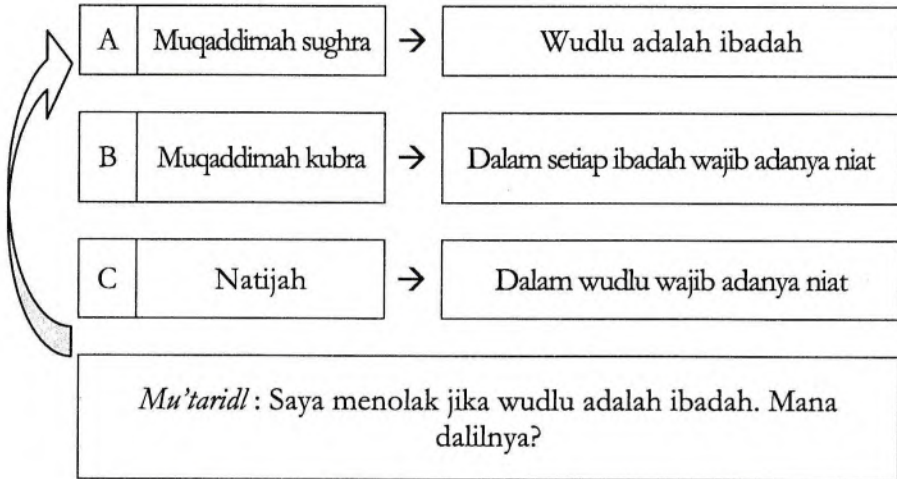 A Muqaddimah sughra → Wudlu adalah ibadah
B Muqaddimah kubra → Dalam setiap ibadah wajib adanya niat
C Natijah → Dalam wudlu wajib adanya niat
Mu'taridl : Saya menolak jika wudlu adalah ibadah. Mana
dalilnya?